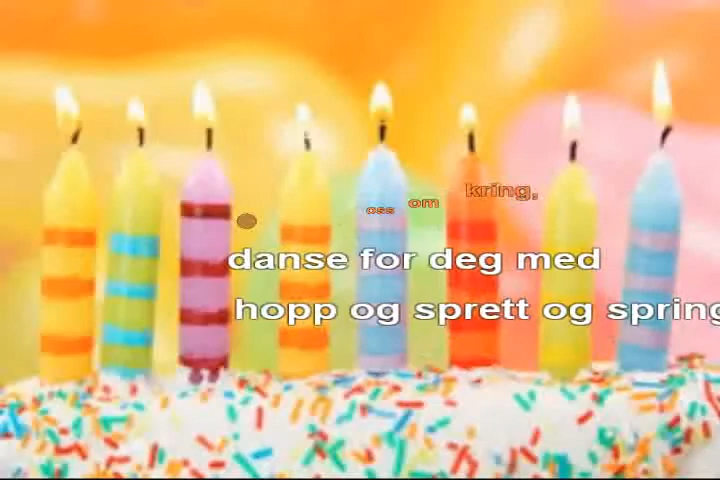 oss om kring,
danse for deg med
hopp og sprett og spring